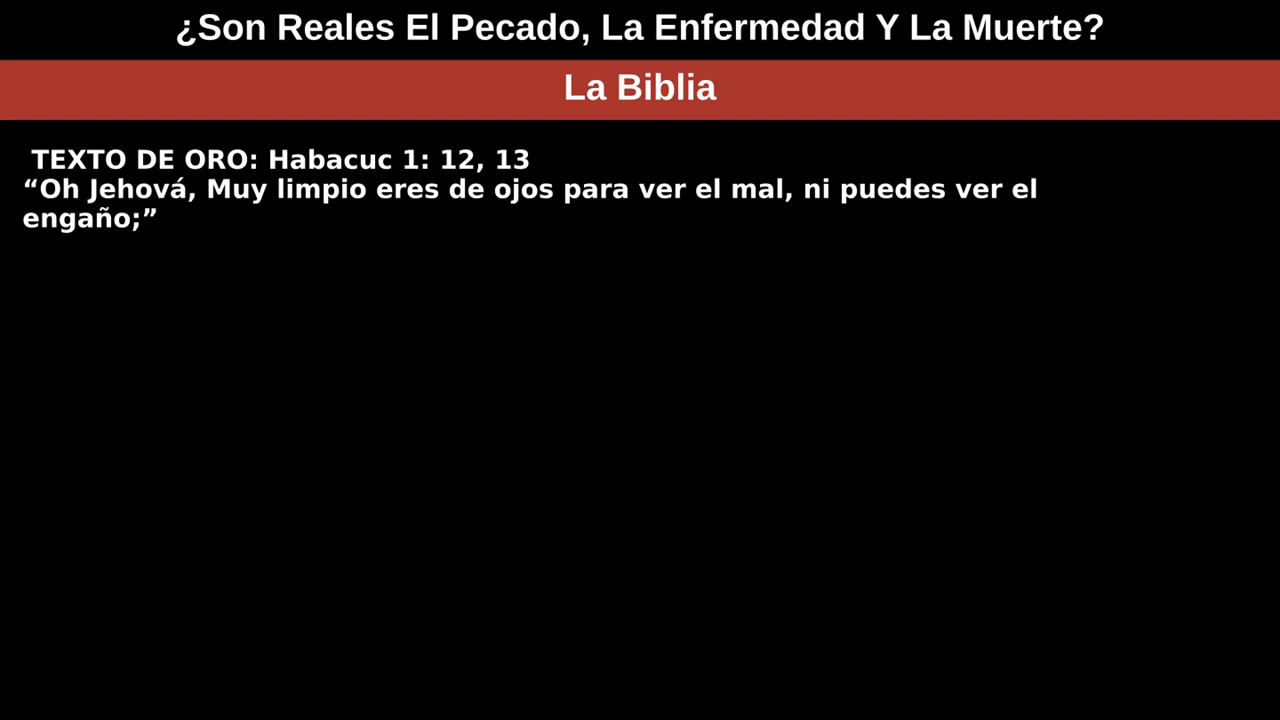 ¿Son Reales El Pecado, La Enfermedad Y La Muerte?
La Biblia
TEXTO DE ORO: Habacuc 1: 12, 13
“Oh Jehová, Muy limpio eres de ojos para ver el mal, ni puedes ver el
engaño;”